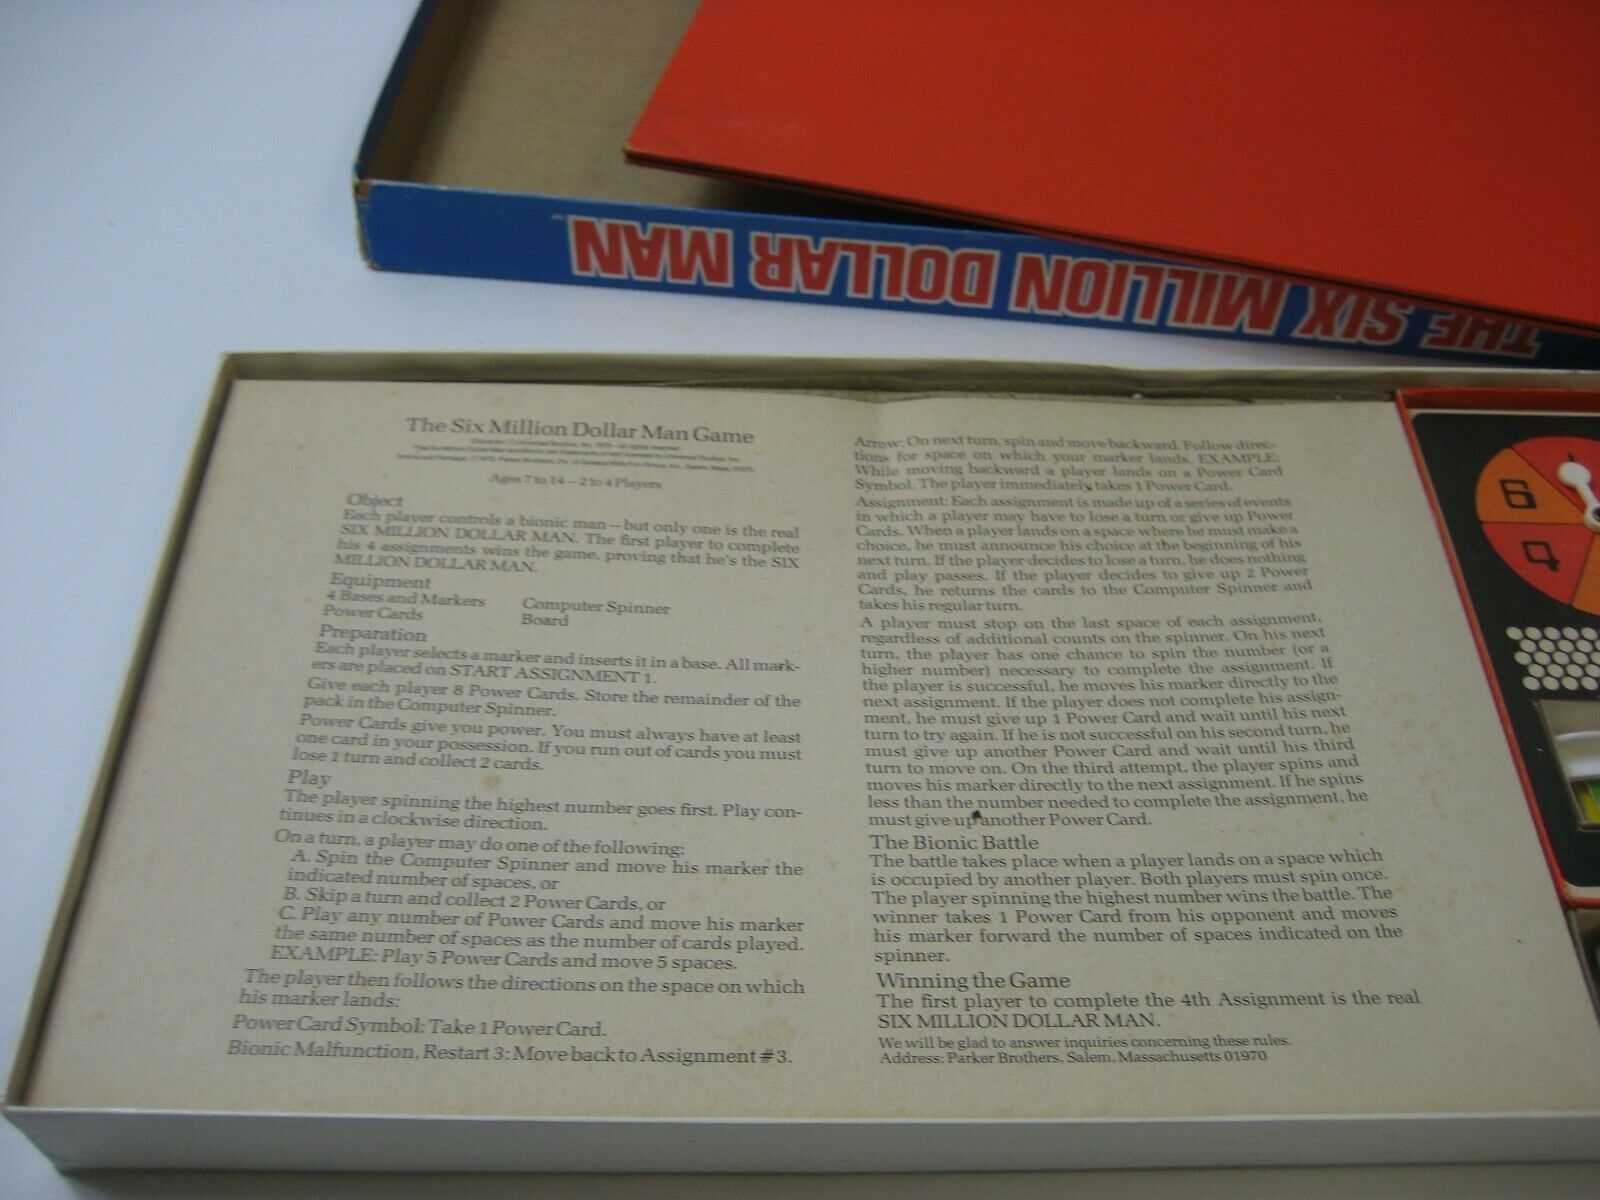 THE SIX MILLION DOLLAR MAN
The Six Million Dollar Man Game
Ages 7 to 14 – 2 to 4 Players
Object
Each player controls a bionic man – but only one is the real
SIX MILLION DOLLAR MAN. The first player to complete
his 4 assignments wins the game, proving that he's the SIX
MILLION DOLLAR MAN.
Equipment
4 Bases and Markers Computer Spinner
Power Cards Board
Preparation
Each player selects a marker and inserts it in a base. All mark-
ers are placed on START ASSIGNMENT 1.
Give each player 8 Power Cards. Store the remainder of the
pack in the Computer Spinner.
Power Cards give you power. You must always have at least
one card in your possession. If you run out of cards you must
lose 1 turn and collect 2 cards.
Play
The player spinning the highest number goes first. Play con-
tinues in a clockwise direction.
On a turn, a player may do one of the following:
A. Spin the Computer Spinner and move his marker the
indicated number of spaces, or
B. Skip a turn and collect 2 Power Cards, or
C. Play any number of Power Cards and move his marker
the same number of spaces as the number of cards played.
EXAMPLE: Play 5 Power Cards and move 5 spaces.
The player then follows the directions on the space on which
his marker lands:
Power Card Symbol: Take 1 Power Card.
Bionic Malfunction, Restart 3: Move back to Assignment #3.
Arrow: On next turn, spin and move backward. Follow direc-
tions for space on which your marker lands. EXAMPLE:
While moving backward a player lands on a Power Card
Symbol. The player immediately takes 1 Power Card.
Assignment: Each assignment is made up of a series of events
in which a player may have to lose a turn or give up Power
Cards. When a player lands on a space where he must make a
choice, he must announce his choice at the beginning of his
next turn. If the player decides to lose a turn, he does nothing
and play passes. If the player decides to give up 2 Power
Cards, he returns the cards to the Computer Spinner and
takes his regular turn.
A player must stop on the last space of each assignment,
regardless of additional counts on the spinner. On his next
turn, the player has one chance to spin the number (or a
higher number) necessary to complete the assignment. If
the player is successful, he moves his marker directly to the
next assignment. If the player does not complete his assign-
ment, he must give up 1 Power Card and wait until his next
turn to try again. If he is not successful on his second turn, he
must give up another Power Card and wait until his third
turn to move on. On the third attempt, the player spins and
moves his marker directly to the next assignment. If he spins
less than the number needed to complete the assignment, he
must give up another Power Card.
The Bionic Battle
The battle takes place when a player lands on a space which
is occupied by another player. Both players must spin once.
The player spinning the highest number wins the battle. The
winner takes 1 Power Card from his opponent and moves
his marker forward the number of spaces indicated on the
spinner.
Winning the Game
The first player to complete the 4th Assignment is the real
SIX MILLION DOLLAR MAN.
We will be glad to answer inquiries concerning these rules.
Address: Parker Brothers, Salem, Massachusetts 01970
6
4